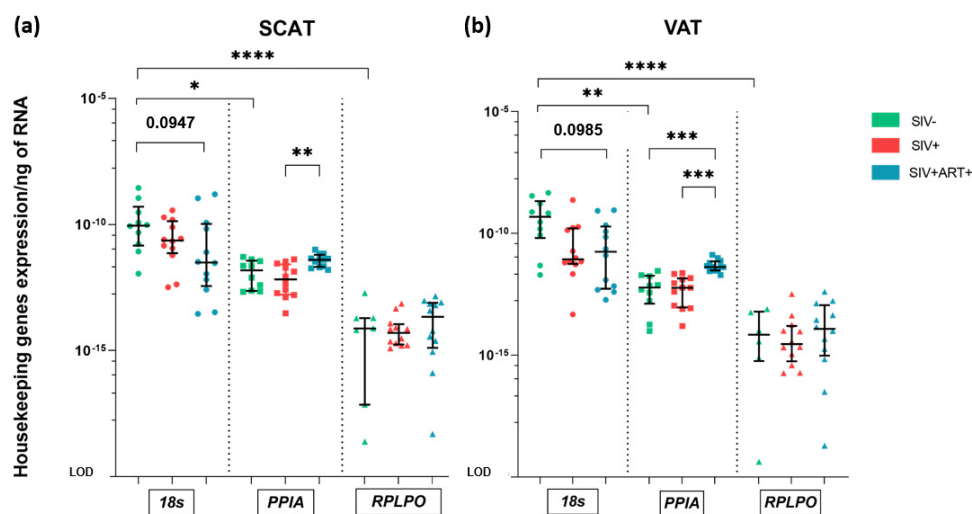 (a)
SCAT
(b)
VAT
Housekeeping genes expression/ng of RNA
****
*
0.0947
**
10-5
10-10
10-15
LOD
18s
PPIA
RPLPO
****
**
0.0985
***
***
10-5
10-10
10-15
LOD
18s
PPIA
RPLPO
SIV-
SIV+
SIV+ART+